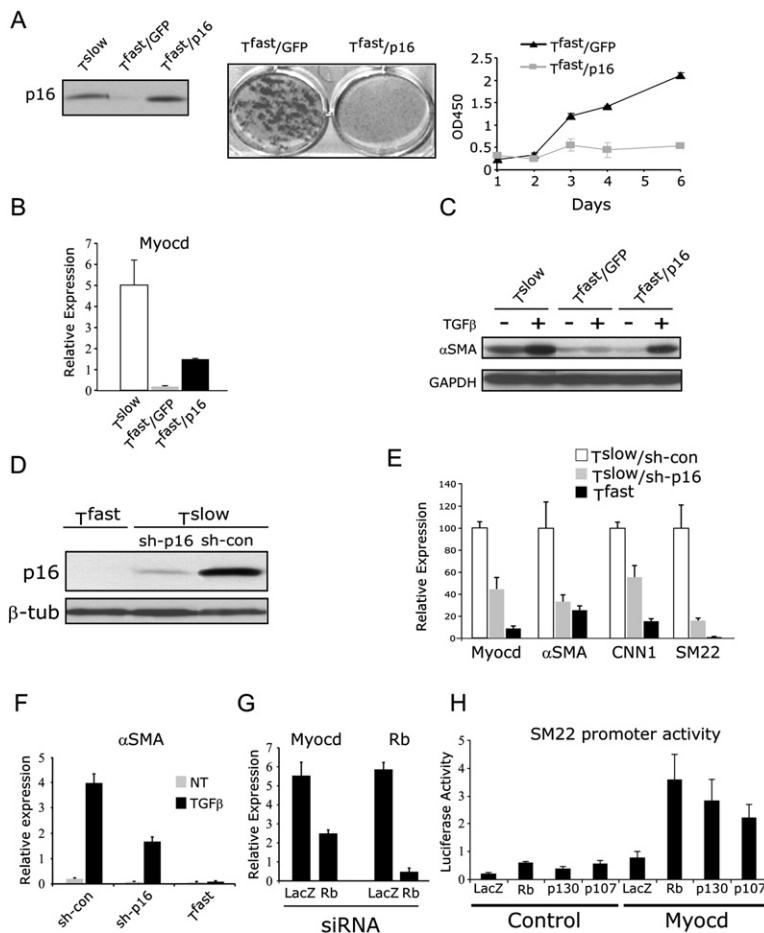 A
Tslow
Tfast/GFP
Tfast/p16
p16
Tfast/GFP
Tfast/p16
Tfast/GFP
Tfast/p16
2.5
2
1.5
1
0.5
0
OD450
1 2 3 4 5 6
Days
B
Myocd
7
6
5
4
3
2
1
0
Relative Expression
Tslow
Tfast/GFP
Tfast/p16
C
Tslow
Tfast/GFP
Tfast/p16
TGFβ - + - + - +
αSMA
GAPDH
D
Tfast Tslow
sh-p16 sh-con
p16
β-tub
E
Tslow/sh-con
Tslow/sh-p16
Tfast
140
120
100
80
60
40
20
0
Relative Expression
Myocd αSMA CNN1 SM22
F
αSMA
NT
TGFβ
5
4
3
2
1
0
Relative expression
sh-con
sh-p16
Tfast
G
Myocd Rb
7
6
5
4
3
2
1
0
Relative Expression
LacZ Rb LacZ Rb
siRNA
H
SM22 promoter activity
5
4
3
2
1
0
Luciferase Activity
LacZ Rb p130 p107 LacZ Rb p130 p107
Control Myocd